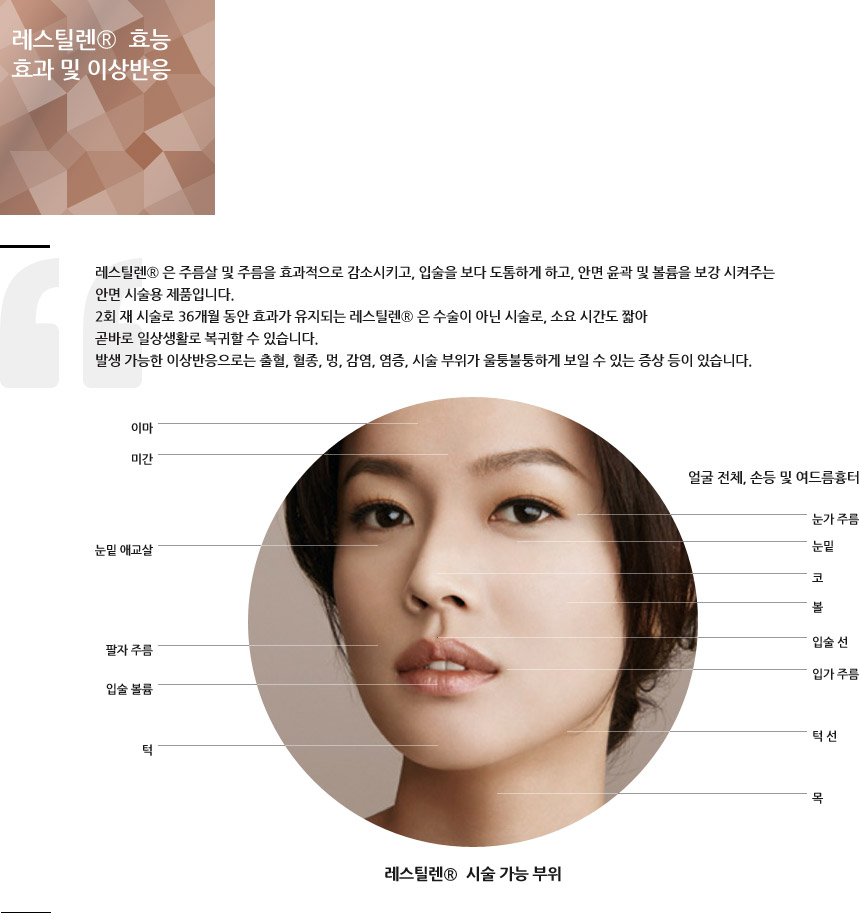 레스틸렌® 효능
효과 및 이상반응
레스틸렌® 은 주름살 및 주름을 효과적으로 감소시키고, 입술을 보다 도톰하게 하고, 안면 윤곽 및 볼륨을 보강 시켜주는
안면 시술용 제품입니다.
2회 재 시술로 36개월 동안 효과가 유지되는 레스틸렌® 은 수술이 아닌 시술로, 소요 시간도 짧아
곧바로 일상생활로 복귀할 수 있습니다.
발생 가능한 이상반응으로는 출혈, 혈종, 멍, 감염, 염증, 시술 부위가 울퉁불퉁하게 보일 수 있는 증상 등이 있습니다.
이마
미간
눈밑 애교살
팔자 주름
입술 볼륨
턱
얼굴 전체, 손등 및 여드름흉터
눈가 주름
눈밑
코
볼
입술 선
입가 주름
턱 선
목
레스틸렌® 시술 가능 부위